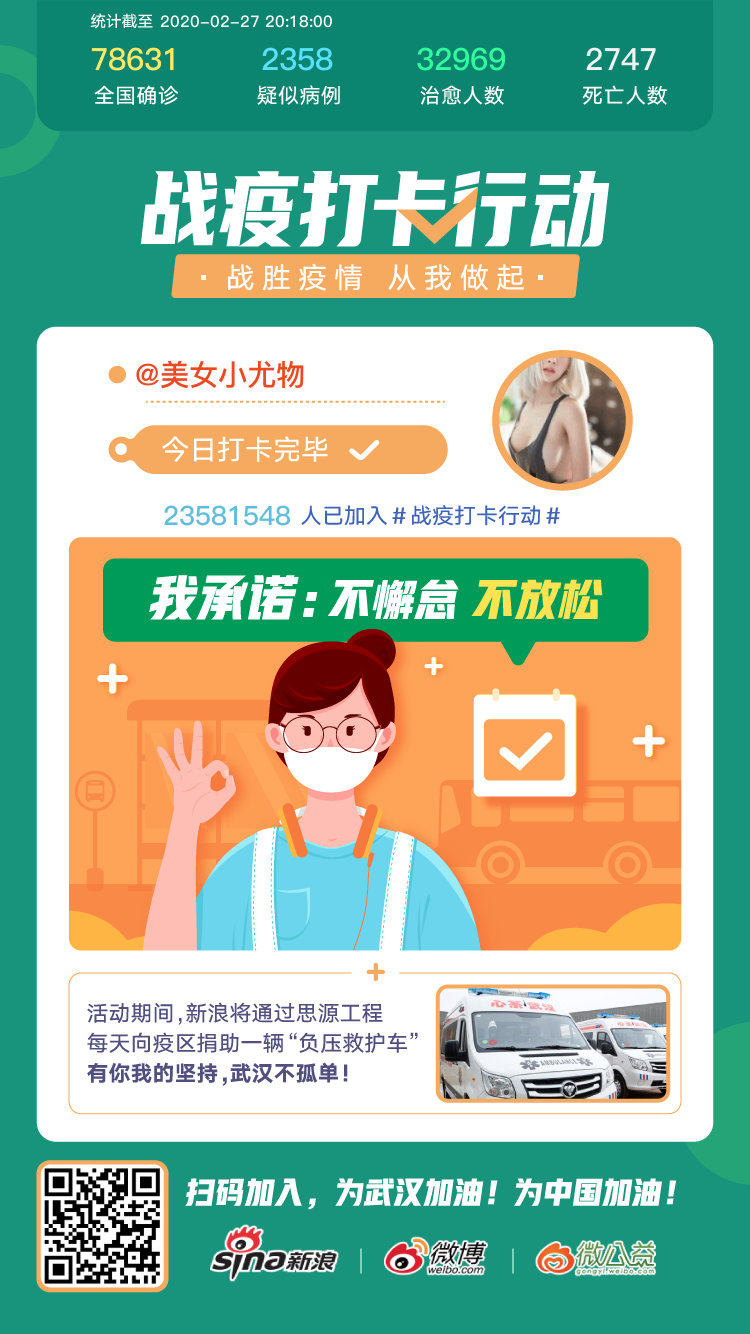 统计截至 2020-02-27 20:18:00
78631 2358 32969 2747
全国确诊 疑似病例 治愈人数 死亡人数
战疫打卡行动
·战胜疫情 从我做起·
@美女小尤物
今日打卡完毕
23581548 人已加入#战疫打卡行动#
我承诺:不懈怠 不放松
活动期间,新浪将通过思源工程
每天向疫区捐助一辆“负压救护车”
有你我的坚持,武汉不孤单!
心系武汉
AMBULANCE
扫码加入，为武汉加油！为中国加油！
sina新浪 | 微博 | 微公益
weibo.com gongyi.weibo.com